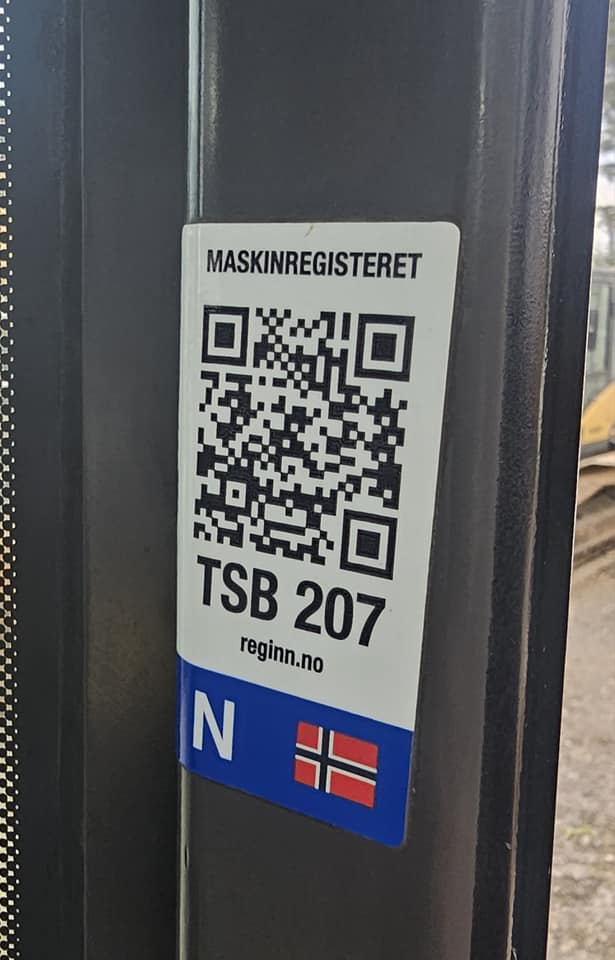 MASKINREGISTERET
TSB 207
reginn.no
N